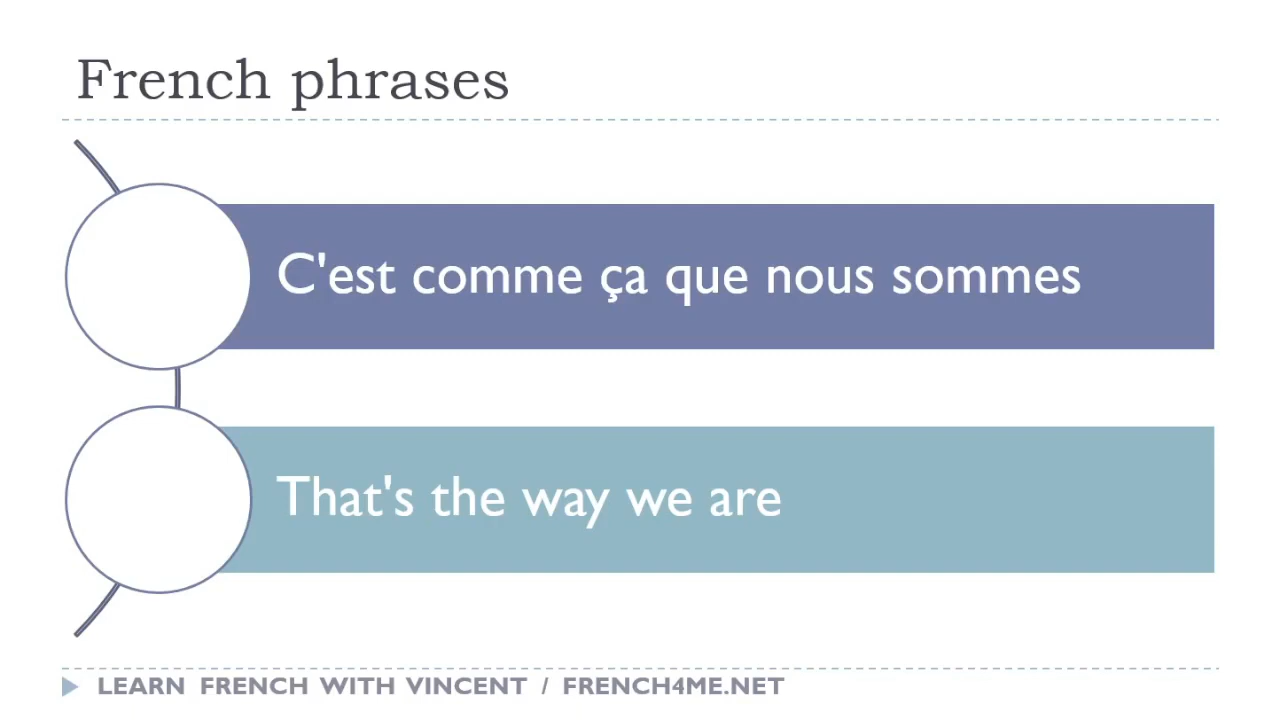 French phrases
C'est comme ça que nous sommes
That's the way we are
LEARN FRENCH WITH VINCENT / FRENCH4ME.NET